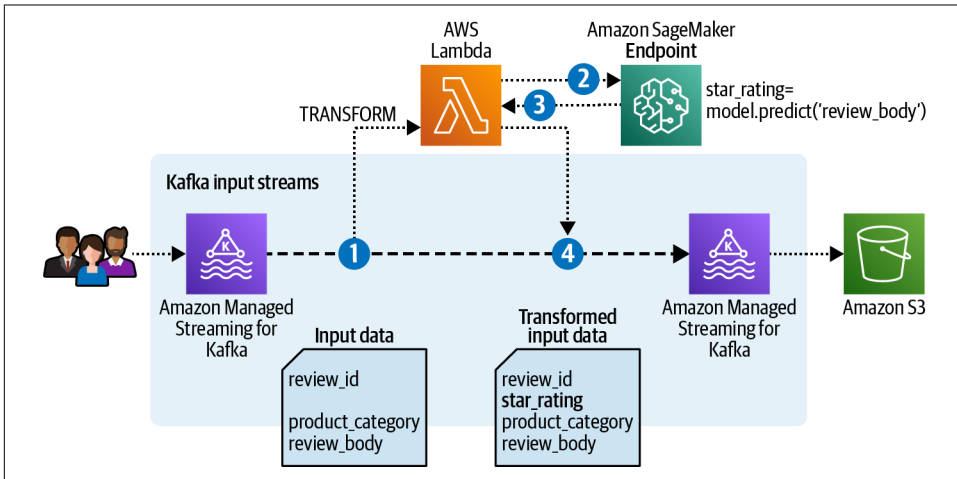 AWS
Lambda
Amazon SageMaker
Endpoint
2
3
star_rating=
model.predict(‘review_body’)
TRANSFORM
Kafka input streams
K
1
4
K
Amazon Managed
Streaming for
Kafka
Amazon Managed
Streaming for
Kafka
Amazon S3
Input data
review_id
product_category
review_body
Transformed
input data
review_id
star_rating
product_category
review_body